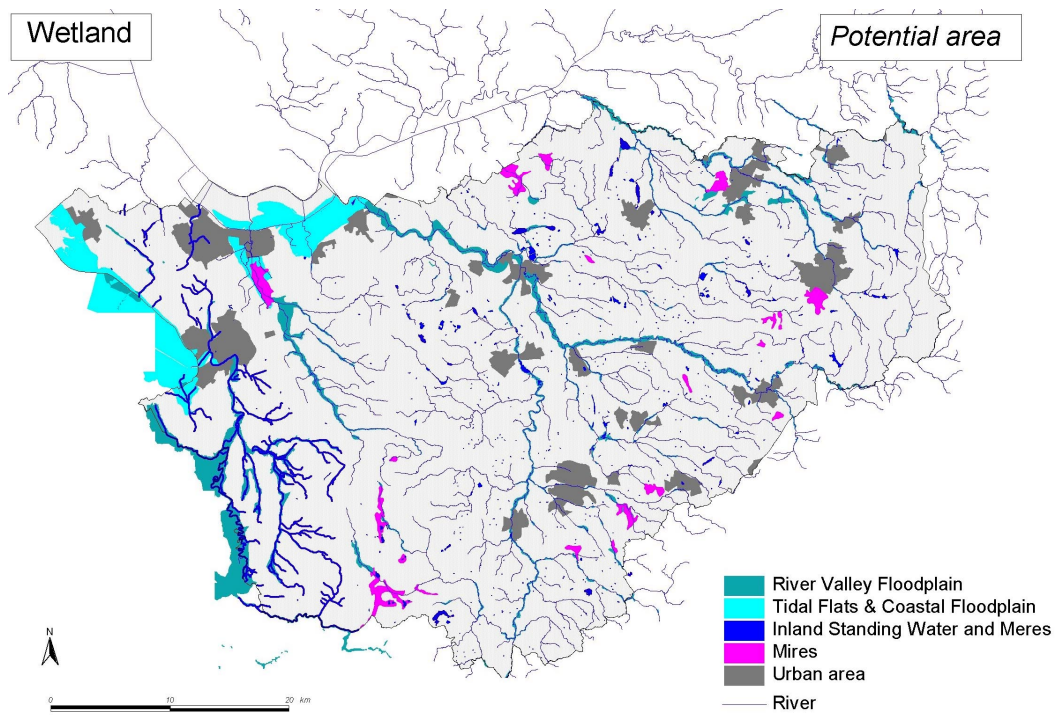 Wetland
Potential area
River Valley Floodplain
Tidal Flats & Coastal Floodplain
Inland Standing Water and Meres
Mires
Urban area
River
N
0 10 20 km